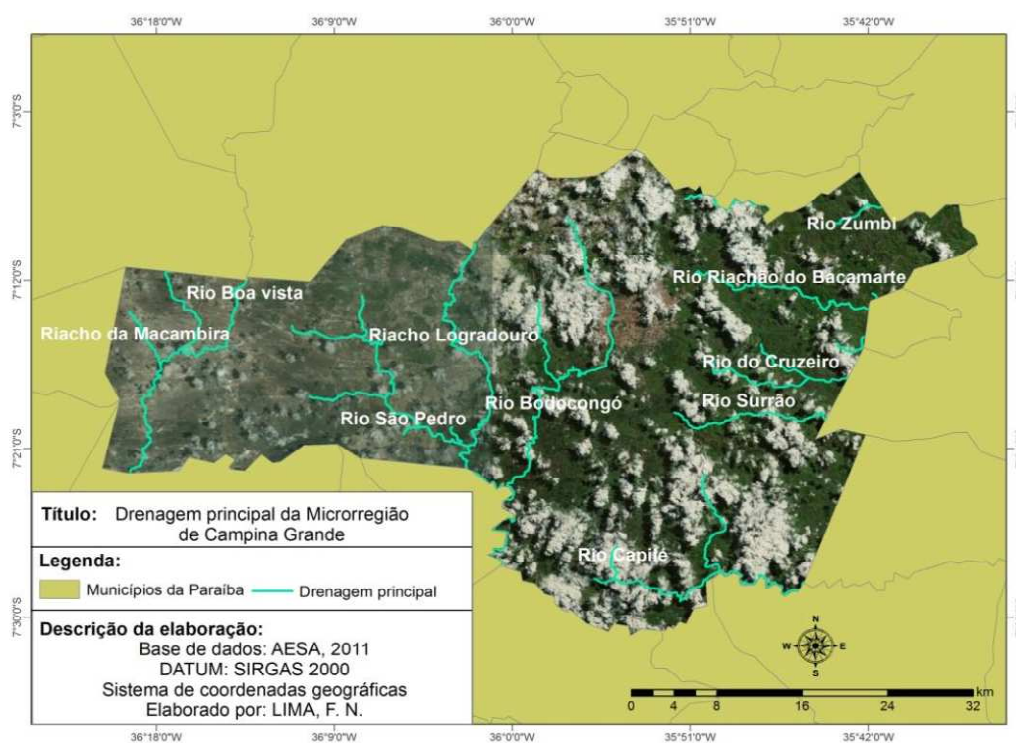 36°18'0"W 36°9'0"W 36°0'0"W 35°51'0"W 35°42'0"W
7°3'0"S
Rio Zumbi
7°12'0"S
Rio Riachão do Bacamarte
Rio Boa vista
Riacho da Macambira
Riacho Logradouro
Rio do Cruzeiro
Rio Bodocongó
Rio Surrão
Rio São Pedro
7°21'0"S
Título: Drenagem principal da Microrregião
de Campina Grande
Legenda:
Municípios da Paraíba
Drenagem principal
Rio Capilé
7°30'0"S
Descrição da elaboração:
Base de dados: AESA, 2011
DATUM: SIRGAS 2000
Sistema de coordenadas geográficas
Elaborado por: LIMA, F. N.
N
W E
S
km
0 4 8 16 24 32
36°18'0"W 36°9'0"W 36°0'0"W 35°51'0"W 35°42'0"W